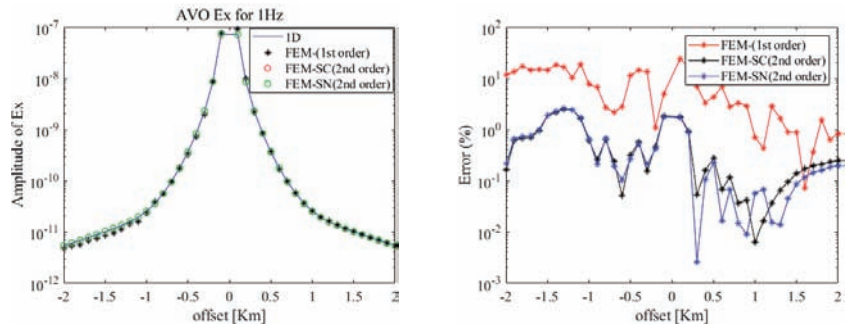 AVO Ex for 1Hz
Amplitude of Ex
10^-7
10^-8
10^-9
10^-10
10^-11
10^-12
1D
FEM-(1st order)
FEM-SC(2nd order)
FEM-SN(2nd order)
-2 -1.5 -1 -0.5 0 0.5 1 1.5 2
offset [Km]
Error (%)
10^2
10^1
10^0
10^-1
10^-2
10^-3
FEM-(1st order)
FEM-SC(2nd order)
FEM-SN(2nd order)
-2 -1.5 -1 -0.5 0 0.5 1 1.5 2
offset [Km]